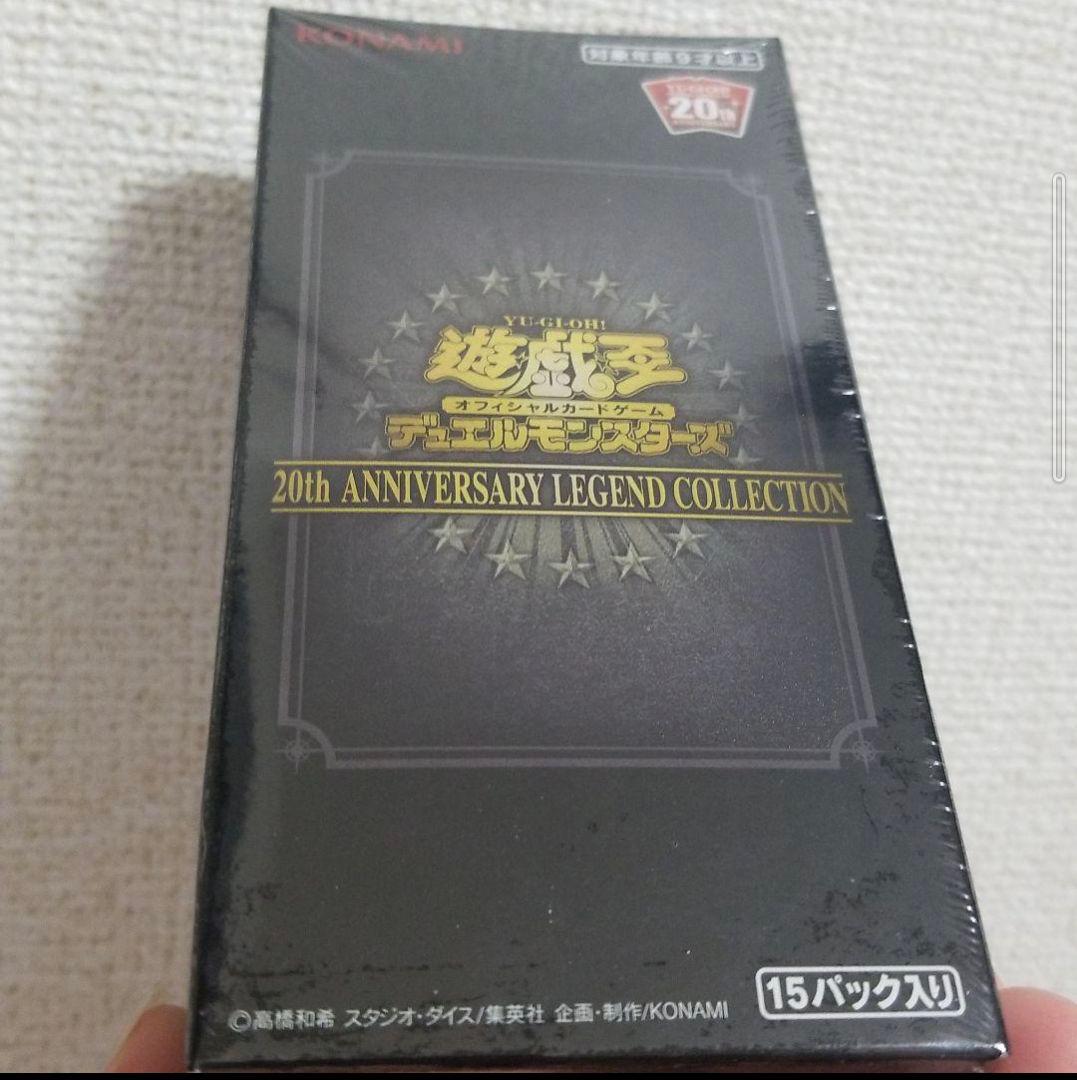 KONAMI
対象年齢9才以上
YU-GI-OH!
20th
YU-GI-OH!
遊戯王
オフィシャルカードゲーム
デュエルモンスターズ
20th ANNIVERSARY LEGEND COLLECTION
15パック入り
©高橋和希 スタジオ・ダイス/集英社 企画・制作/KONAMI